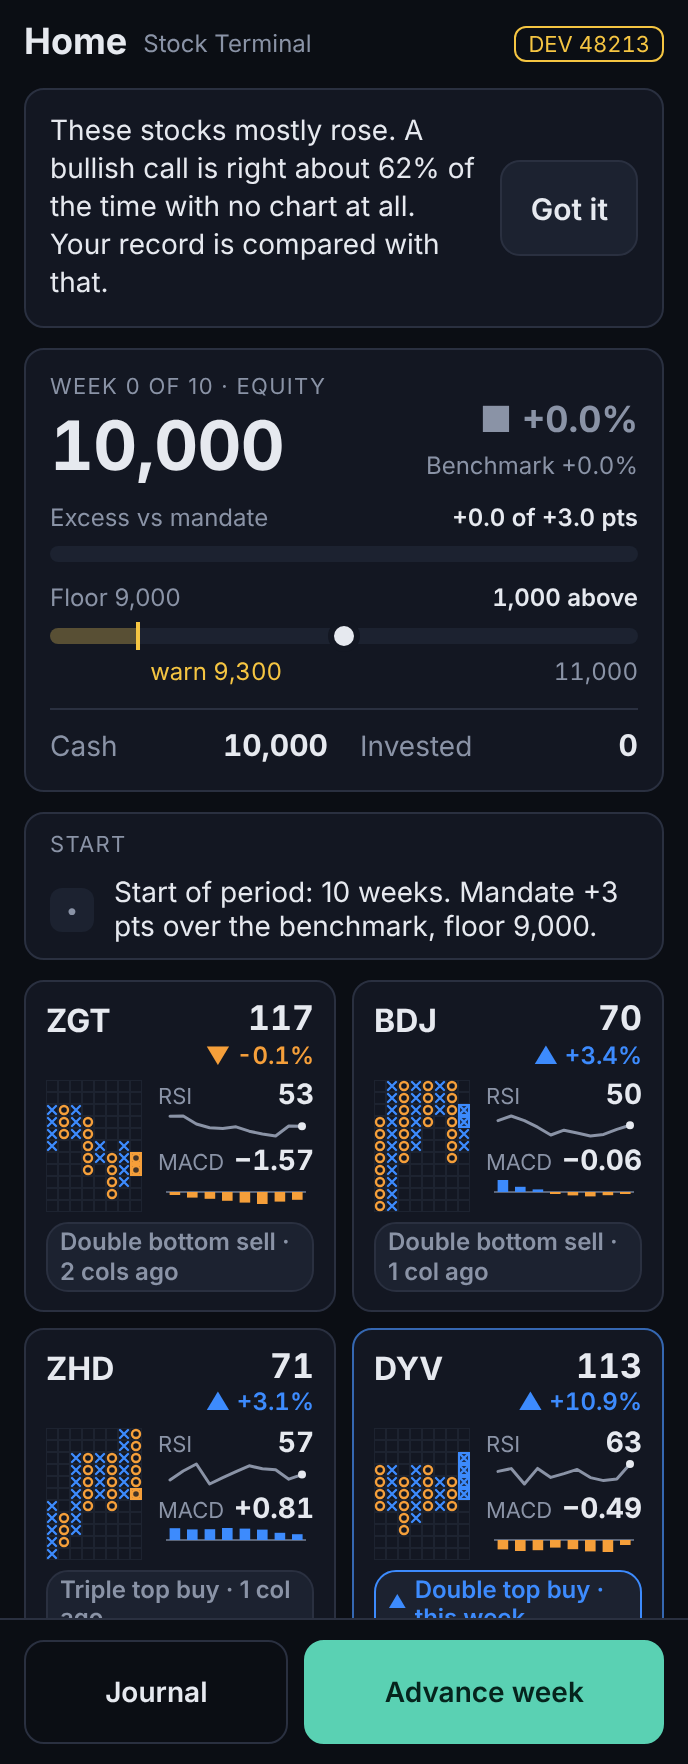 Home Stock Terminal DEV 48213
These stocks mostly rose. A
bullish call is right about 62% of
the time with no chart at all.
Your record is compared with
that.
Got it
WEEK 0 OF 10 · EQUITY
10,000
+0.0%
Benchmark +0.0%
Excess vs mandate +0.0 of +3.0 pts
Floor 9,000 1,000 above
warn 9,300 11,000
Cash 10,000 Invested 0
START
Start of period: 10 weeks. Mandate +3
pts over the benchmark, floor 9,000.
ZGT 117
▼ -0.1%
RSI 53
MACD −1.57
Double bottom sell ·
2 cols ago
BDJ 70
▲ +3.4%
RSI 50
MACD −0.06
Double bottom sell ·
1 col ago
ZHD 71
▲ +3.1%
RSI 57
MACD +0.81
Triple top buy · 1 col
ago
DYV 113
▲ +10.9%
RSI 63
MACD −0.49
▲ Double top buy ·
this week
Journal
Advance week